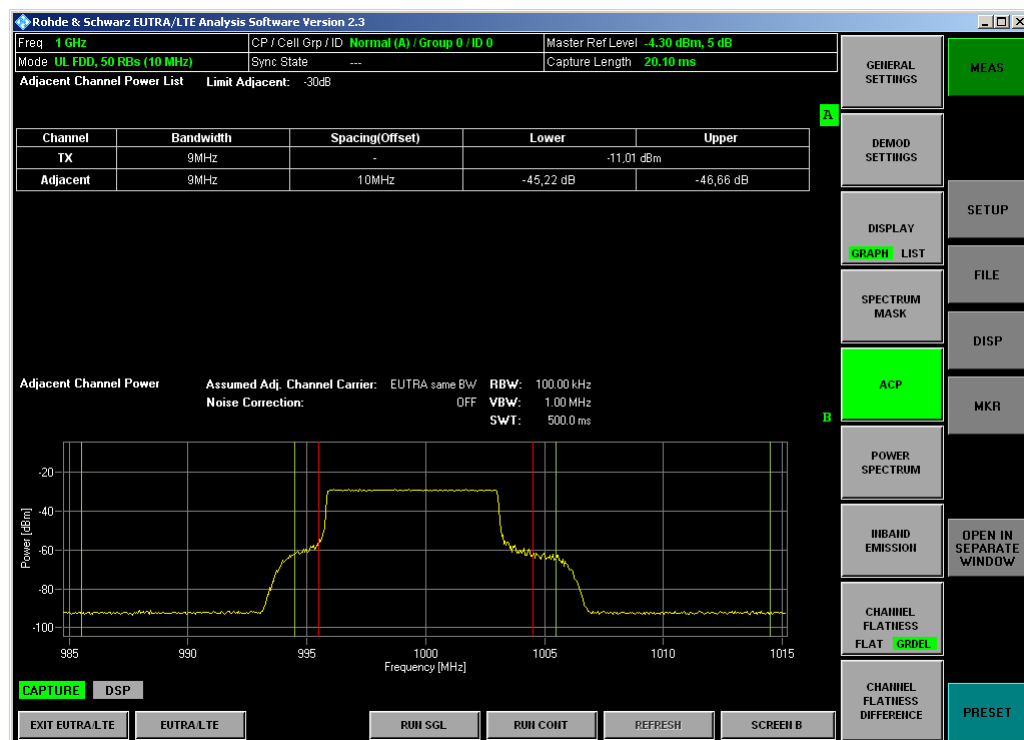 Rohde & Schwarz EUTRA/LTE Analysis Software Version 2.3
Freq 1 GHz CP / Cell Grp / ID Normal (A) / Group 0 / ID 0 Master Ref Level -4.30 dBm, 5 dB
Mode UL FDD, 50 RBs (10 MHz) Sync State --- Capture Length 20.10 ms
Adjacent Channel Power List Limit Adjacent: -30dB
A
Channel Bandwidth Spacing(Offset) Lower Upper
TX 9MHz - -11,01 dBm
Adjacent 9MHz 10MHz -45,22 dB -46,66 dB
Adjacent Channel Power Assumed Adj. Channel Carrier: EUTRA same BW RBW: 100.00 kHz
Noise Correction: OFF VBW: 1.00 MHz
SWT: 500.0 ms
B
Power [dBm]
-20
-40
-60
-80
-100
985 990 995 1000 1005 1010 1015
Frequency [MHz]
CAPTURE DSP
EXIT EUTRA/LTE EUTRA/LTE RUN SGL RUN CONT REFRESH SCREEN B
GENERAL
SETTINGS
DEMOD
SETTINGS
DISPLAY
GRAPH LIST
SPECTRUM
MASK
ACP
POWER
SPECTRUM
INBAND
EMISSION
CHANNEL
FLATNESS
FLAT GRDEL
CHANNEL
FLATNESS
DIFFERENCE
MEAS
SETUP
FILE
DISP
MKR
OPEN IN
SEPARATE
WINDOW
PRESET